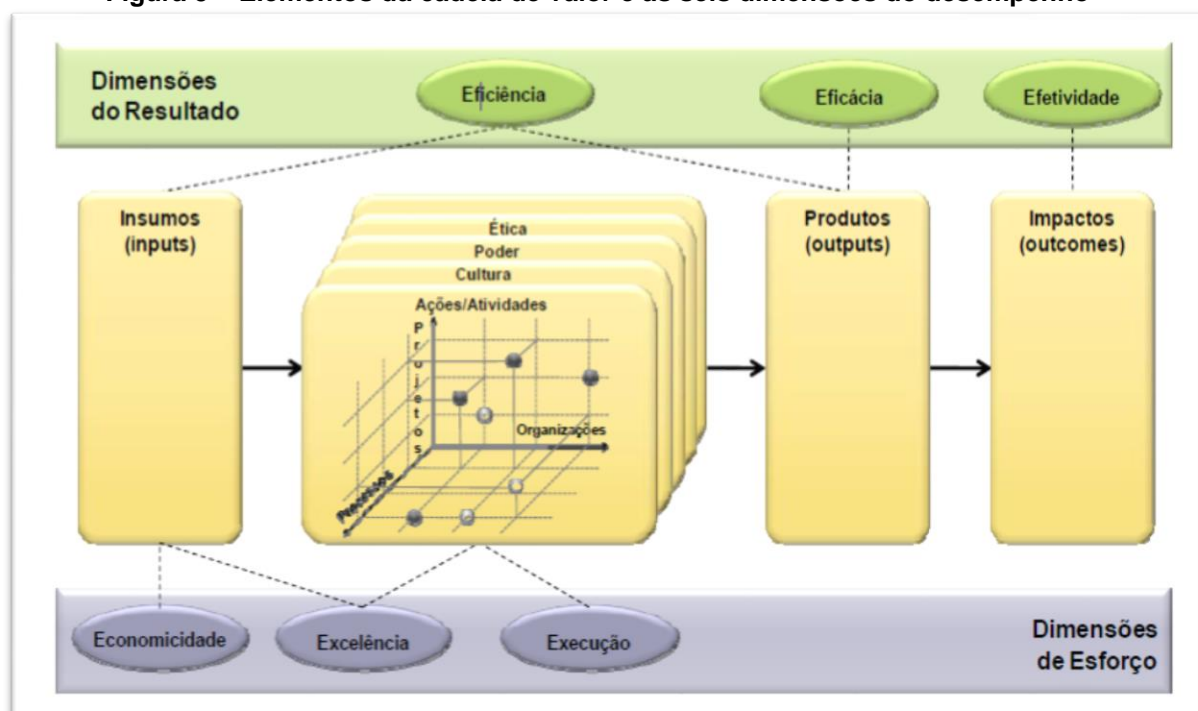 Dimensões
do Resultado
Eficiência
Eficácia
Efetividade
Insumos
(inputs)
Ética
Poder
Cultura
Ações/Atividades
Projetos
Organizações
Processos
Produtos
(outputs)
Impactos
(outcomes)
Economicidade
Excelência
Execução
Dimensões
de Esforço